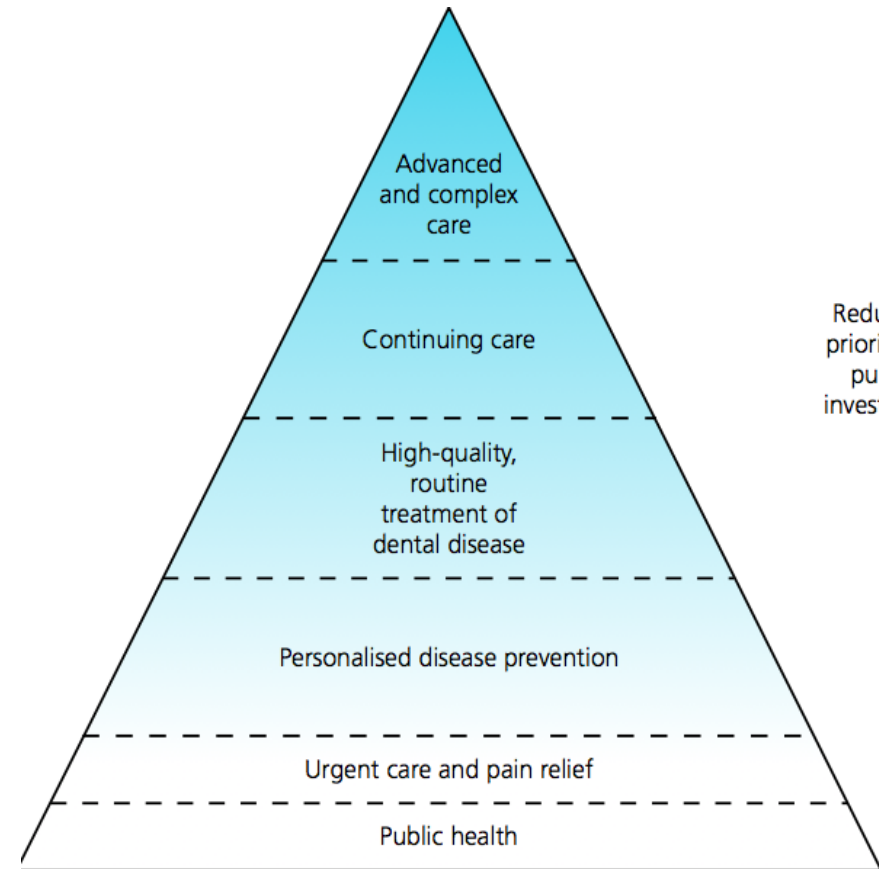 Advanced
and complex
care
Continuing care
High-quality,
routine
treatment of
dental disease
Personalised disease prevention
Urgent care and pain relief
Public health